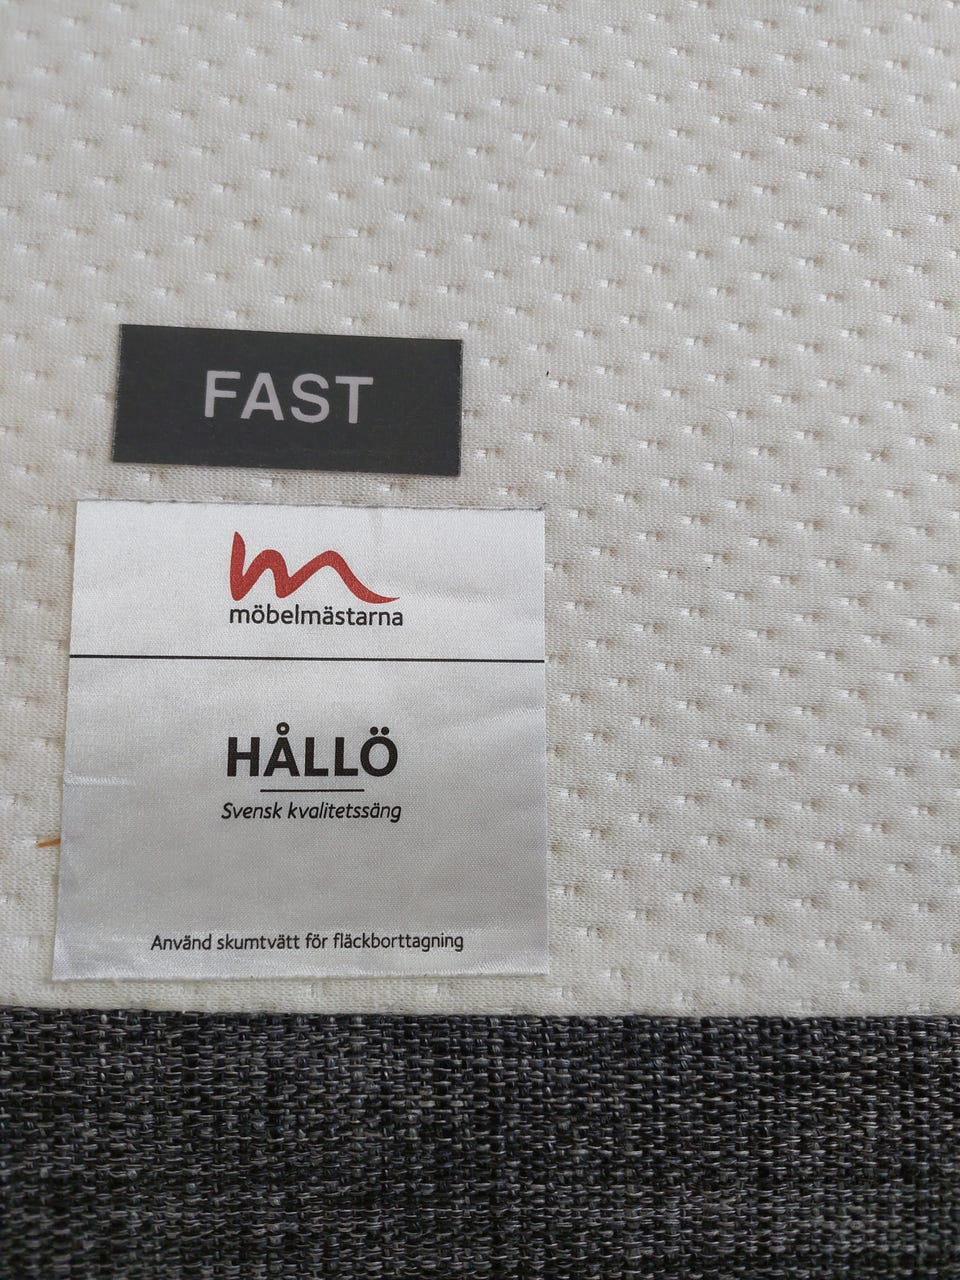 FAST
möbelmästarna
HÅLLÖ
Svensk kvalitetssäng
Använd skumtvätt för fläckborttagning